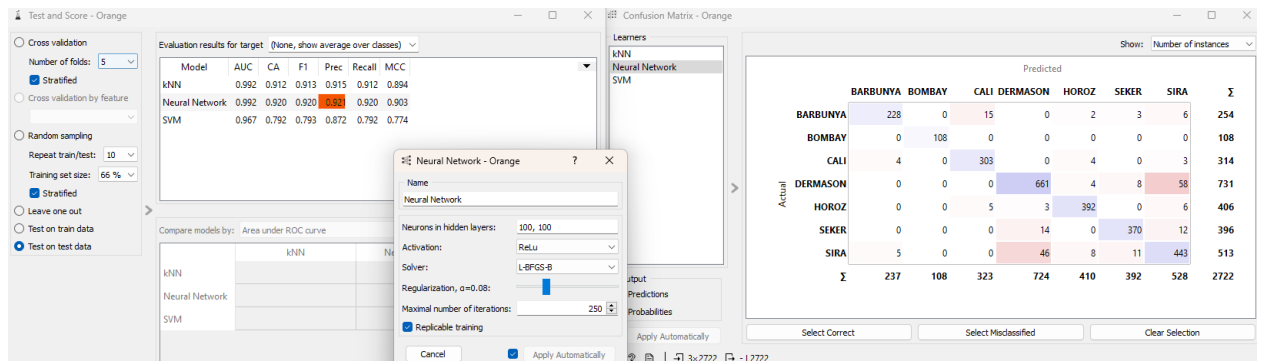 Test and Score - Orange
Cross validation
Number of folds: 5
Stratified
Cross validation by feature
Random sampling
Repeat train/test: 10
Training set size: 66 %
Stratified
Leave one out
Test on train data
Test on test data
Evaluation results for target (None, show average over classes)
Model AUC CA F1 Prec Recall MCC
kNN 0.992 0.912 0.913 0.915 0.912 0.894
Neural Network 0.992 0.920 0.920 0.921 0.920 0.903
SVM 0.967 0.792 0.793 0.872 0.792 0.774
Compare models by: Area under ROC curve
kNN Ne
kNN
Neural Network
SVM
Neural Network - Orange ?
Name
Neural Network
Neurons in hidden layers: 100, 100
Activation: ReLu
Solver: L-BFGS-B
Regularization, α=0.08:
Maximal number of iterations: 250
Replicable training
Cancel Apply Automatically
Confusion Matrix - Orange
Learners
kNN
Neural Network
SVM
utput
Predictions
Probabilities
Apply Automatically
Show: Number of instances
Predicted
BARBUNYA BOMBAY CALI DERMASON HOROZ SEKER SIRA Σ
BARBUNYA 228 0 15 0 2 3 6 254
BOMBAY 0 108 0 0 0 0 0 108
CALI 4 0 303 0 4 0 3 314
Actual
DERMASON 0 0 0 661 4 8 58 731
HOROZ 0 0 5 3 392 0 6 406
SEKER 0 0 0 14 0 370 12 396
SIRA 5 0 0 46 8 11 443 513
Σ 237 108 323 724 410 392 528 2722
Select Correct Select Misclassified Clear Selection
? 3×2722 - | 2722